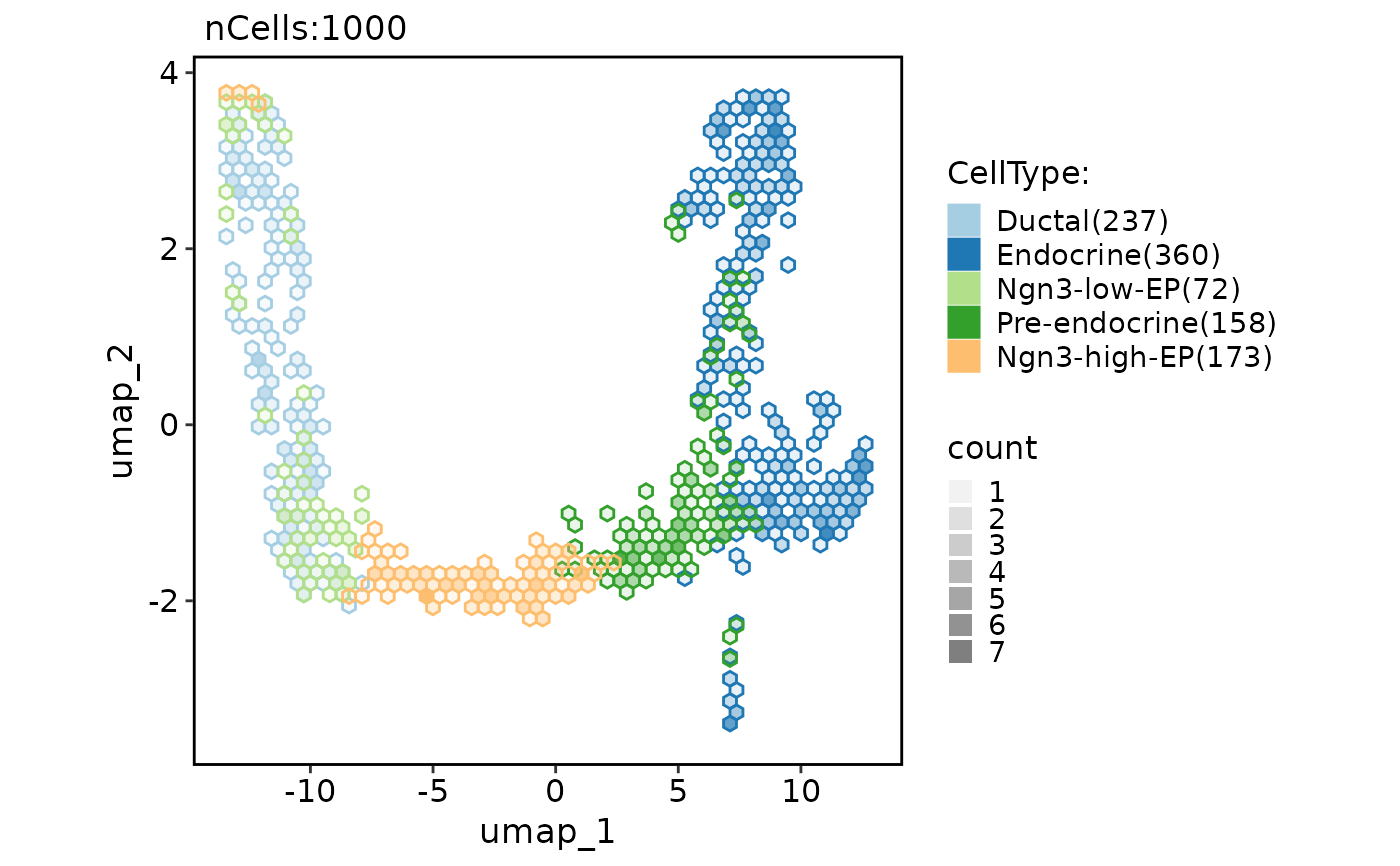 nCells:1000
4
2
0
-2
umap_2
-10 -5 0 5 10
umap_1
CellType:
Ductal(237)
Endocrine(360)
Ngn3-low-EP(72)
Pre-endocrine(158)
Ngn3-high-EP(173)
count
1
2
3
4
5
6
7